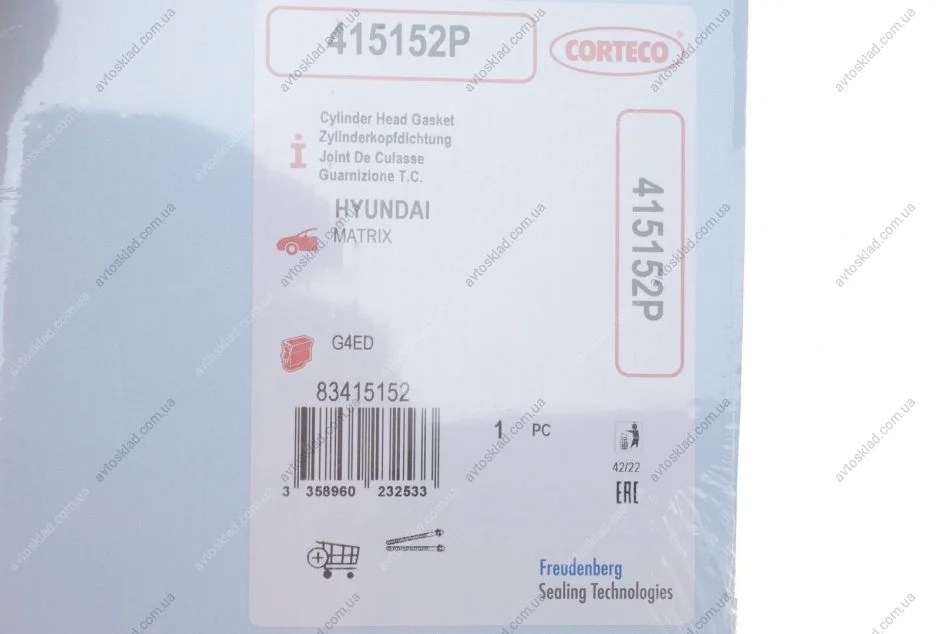 415152P
CORTECO
Cylinder Head Gasket
Zylinderkopfdichtung
Joint De Culasse
Guarnizione T.C.
HYUNDAI
MATRIX
415152P
G4ED
83415152
3 358960 232533
1 PC
42/22
EAC
Freudenberg
Sealing Technologies
avtosklad.com.ua